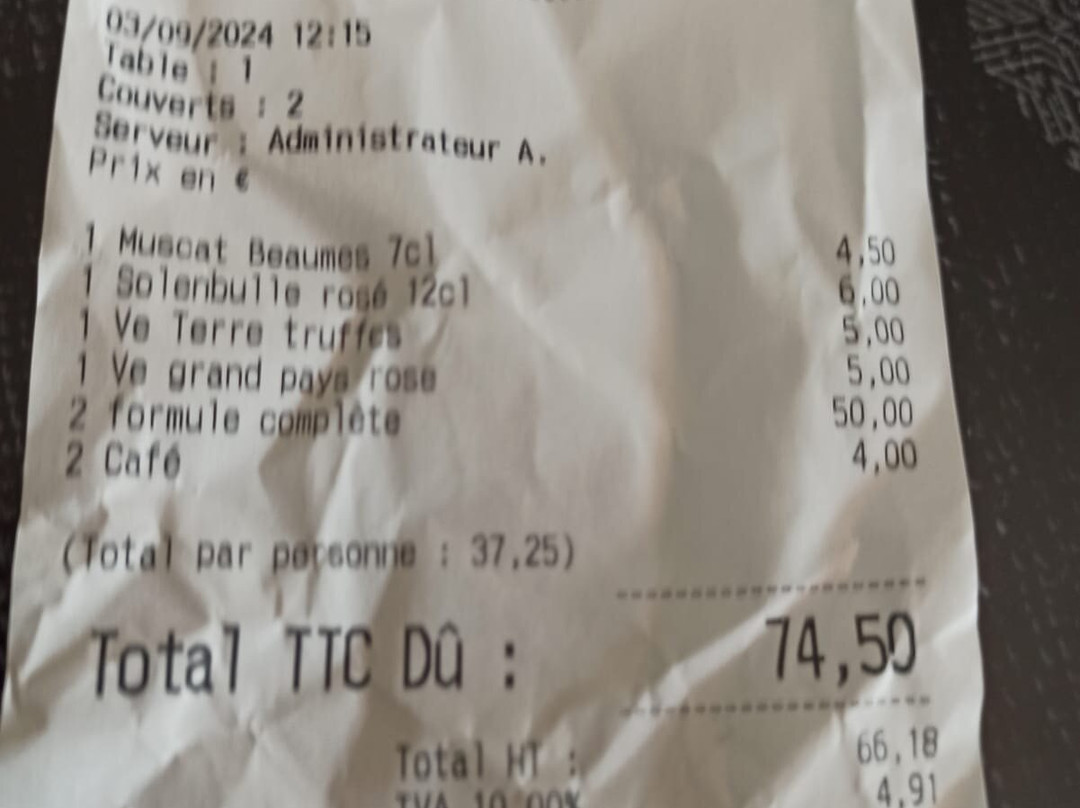 03/09/2024 12:15
Table : 1
Couverts : 2
Serveur : Administrateur A.
Prix en €
1 Muscat Beaumes 7cl 4,50
1 Solenbulle rosé 12cl 6,00
1 Ve Terre truffes 5,00
1 Ve grand pays rose 5,00
2 formule complète 50,00
2 Café 4,00
(Total par personne : 37,25)
Total TTC Dû : 74,50
Total HT : 66,18
TVA 10.00% 4,91